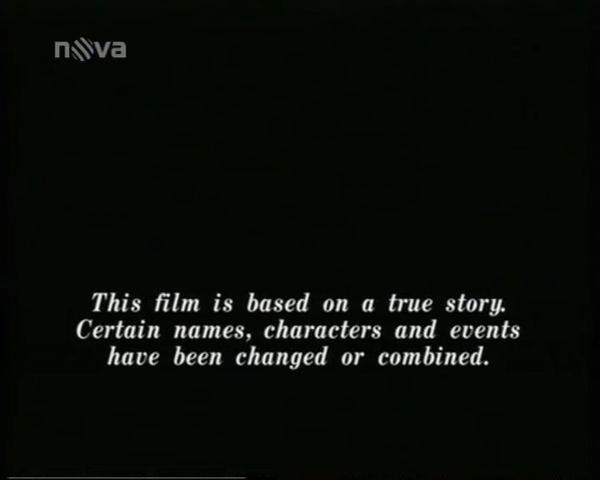 nova
This film is based on a true story.
Certain names, characters and events
have been changed or combined.